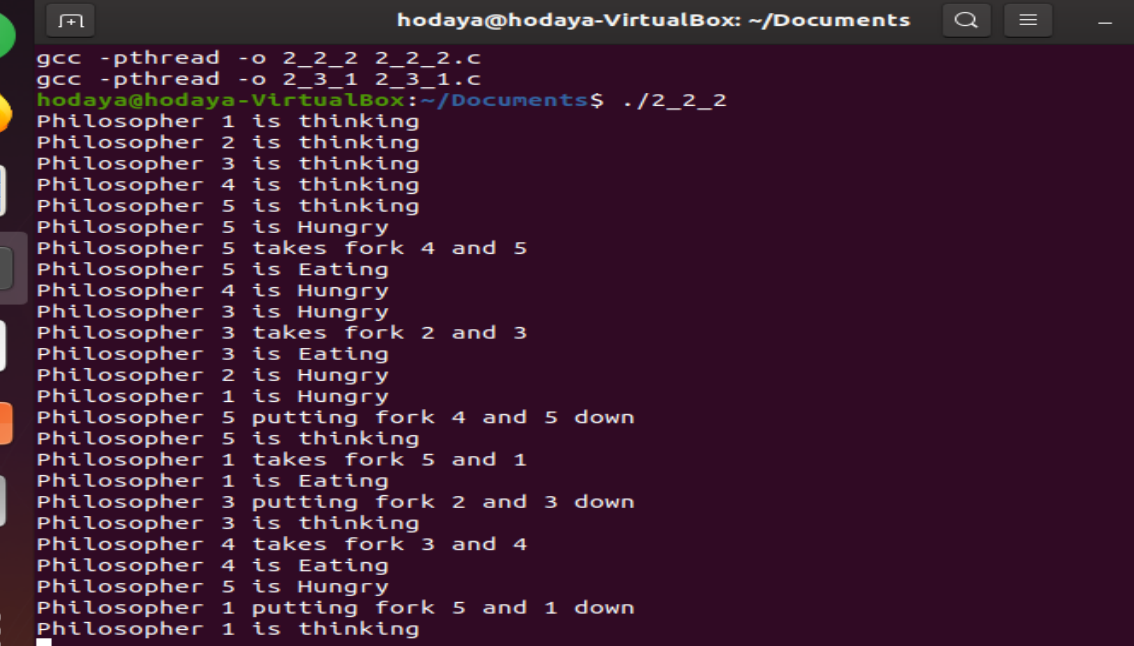 hodaya@hodaya-VirtualBox: ~/Documents
gcc -pthread -o 2_2_2 2_2_2.c
gcc -pthread -o 2_3_1 2_3_1.c
hodaya@hodaya-VirtualBox:~/Documents$ ./2_2_2
Philosopher 1 is thinking
Philosopher 2 is thinking
Philosopher 3 is thinking
Philosopher 4 is thinking
Philosopher 5 is thinking
Philosopher 5 is Hungry
Philosopher 5 takes fork 4 and 5
Philosopher 5 is Eating
Philosopher 4 is Hungry
Philosopher 3 is Hungry
Philosopher 3 takes fork 2 and 3
Philosopher 3 is Eating
Philosopher 2 is Hungry
Philosopher 1 is Hungry
Philosopher 5 putting fork 4 and 5 down
Philosopher 5 is thinking
Philosopher 1 takes fork 5 and 1
Philosopher 1 is Eating
Philosopher 3 putting fork 2 and 3 down
Philosopher 3 is thinking
Philosopher 4 takes fork 3 and 4
Philosopher 4 is Eating
Philosopher 5 is Hungry
Philosopher 1 putting fork 5 and 1 down
Philosopher 1 is thinking